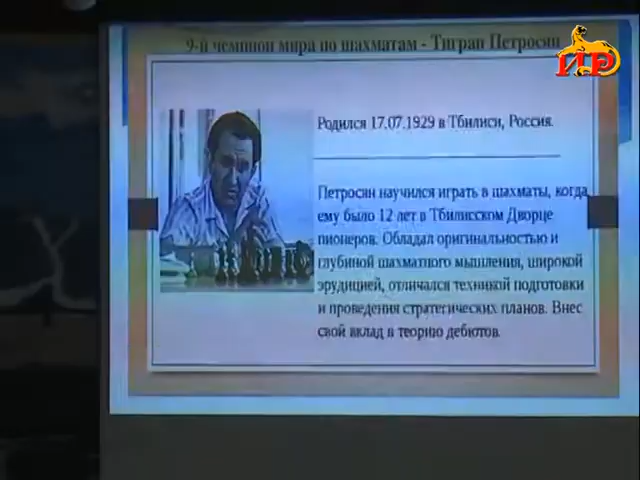 9-й чемпион мира по шахматам - Тигран Петросян
ИР
Родился 17.07.1929 в Тбилиси, Россия.
Петросян научился играть в шахматы, когда
ему было 12 лет в Тбилисском Дворце
пионеров. Обладал оригинальностью и
глубиной шахматного мышления, широкой
эрудицией, отличался техникой подготовки
и проведения стратегических планов. Внес
свой вклад в теорию дебютов.